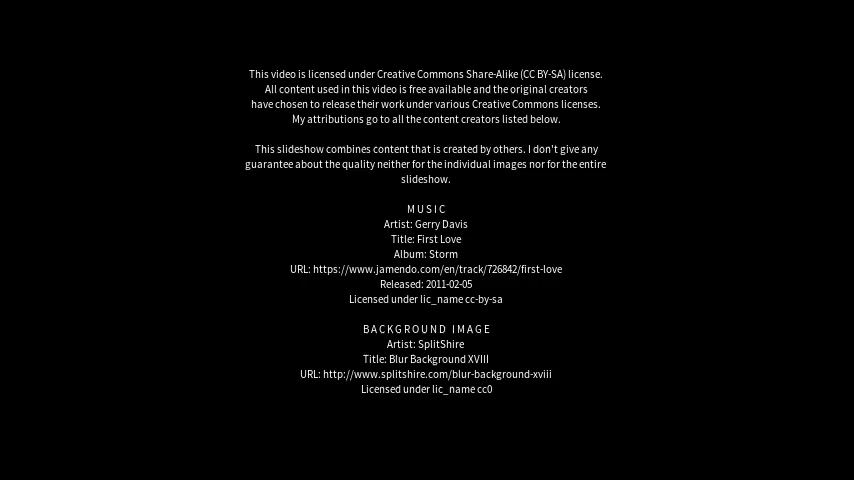 This video is licensed under Creative Commons Share-Alike (CC BY-SA) license.
All content used in this video is free available and the original creators
have chosen to release their work under various Creative Commons licenses.
My attributions go to all the content creators listed below.
This slideshow combines content that is created by others. I don't give any
guarantee about the quality neither for the individual images nor for the entire
slideshow.
MUSIC
Artist: Gerry Davis
Title: First Love
Album: Storm
URL: https://www.jamendo.com/en/track/726842/first-love
Released: 2011-02-05
Licensed under lic_name cc-by-sa
BACKGROUND IMAGE
Artist: SplitShire
Title: Blur Background XVIII
URL: http://www.splitshire.com/blur-background-xviii
Licensed under lic_name cc0